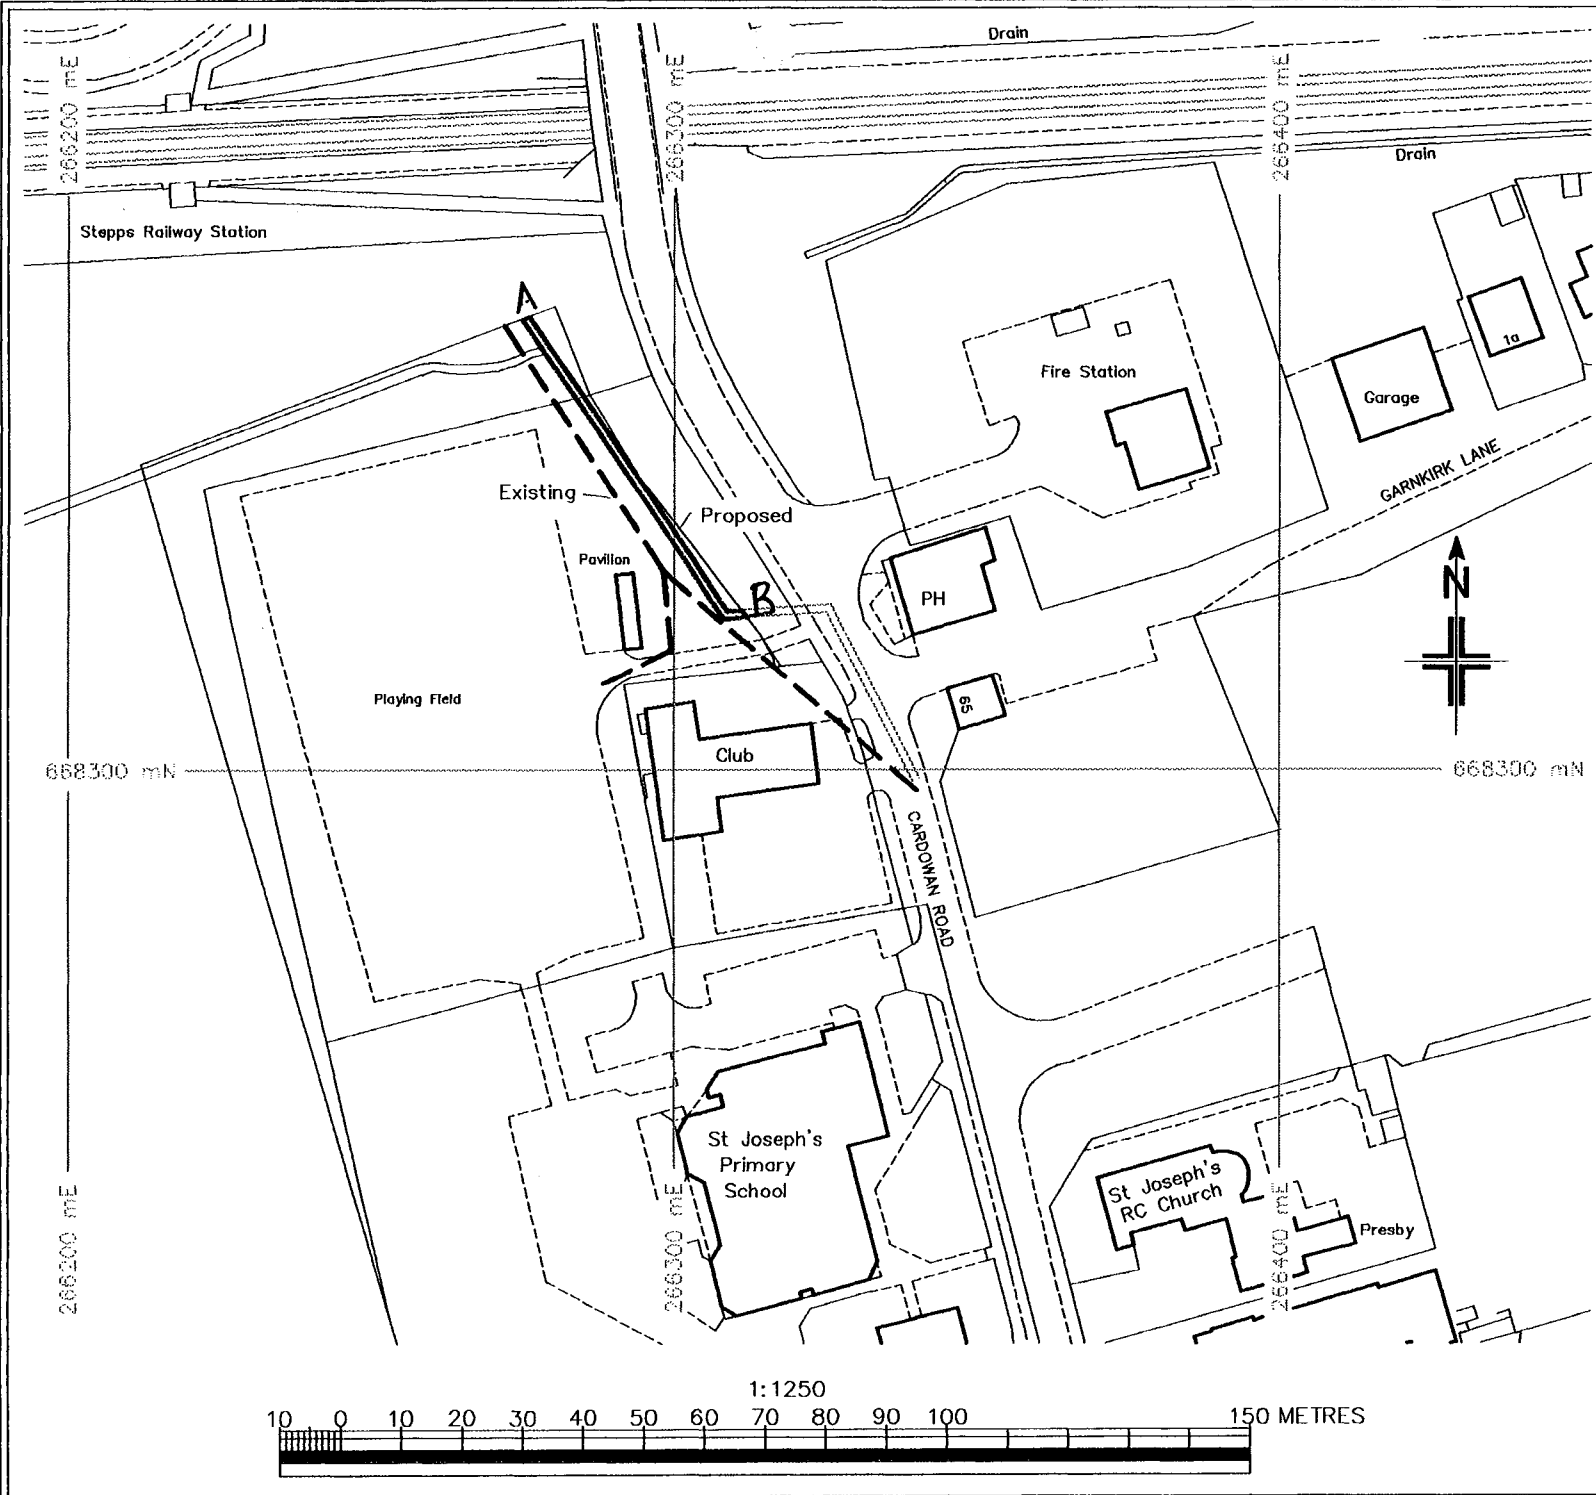 Drain
266200 mE
266300 mE
266400 mE
Drain
Stepps Railway Station
A
Fire Station
1a
Garage
GARNKIRK LANE
Existing
Proposed
Pavilion
B
PH
N
Playing Field
65
Club
668300 mN
668300 mN
CARDOWAN ROAD
St Joseph's
Primary
School
St Joseph's
RC Church
Presby
266200 mE
266300 mE
266400 mE
1:1250
10 0 10 20 30 40 50 60 70 80 90 100 150 METRES